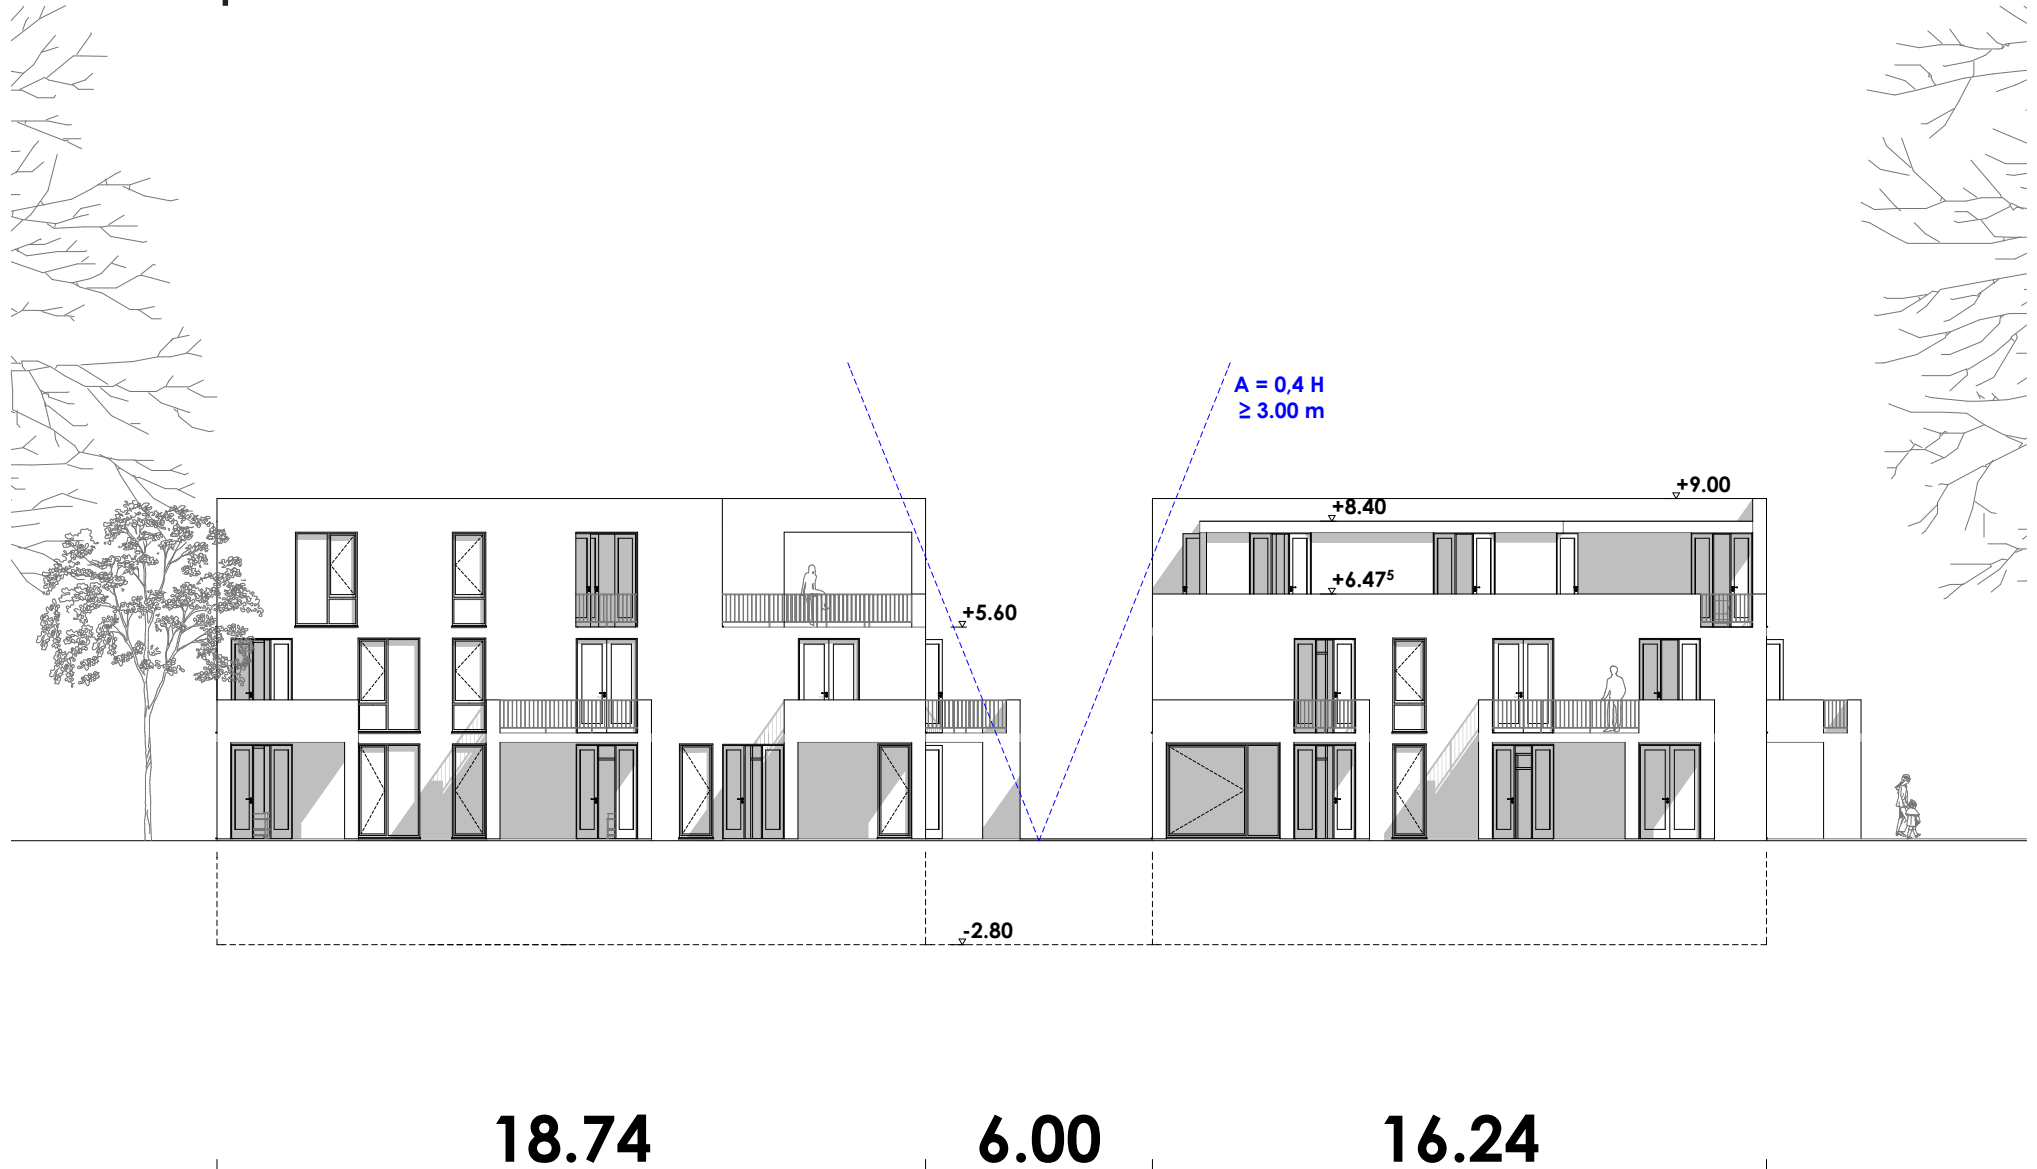 A = 0,4 H
≥ 3.00 m
+9.00
+8.40
+6.47⁵
+5.60
-2.80
18.74 6.00 16.24